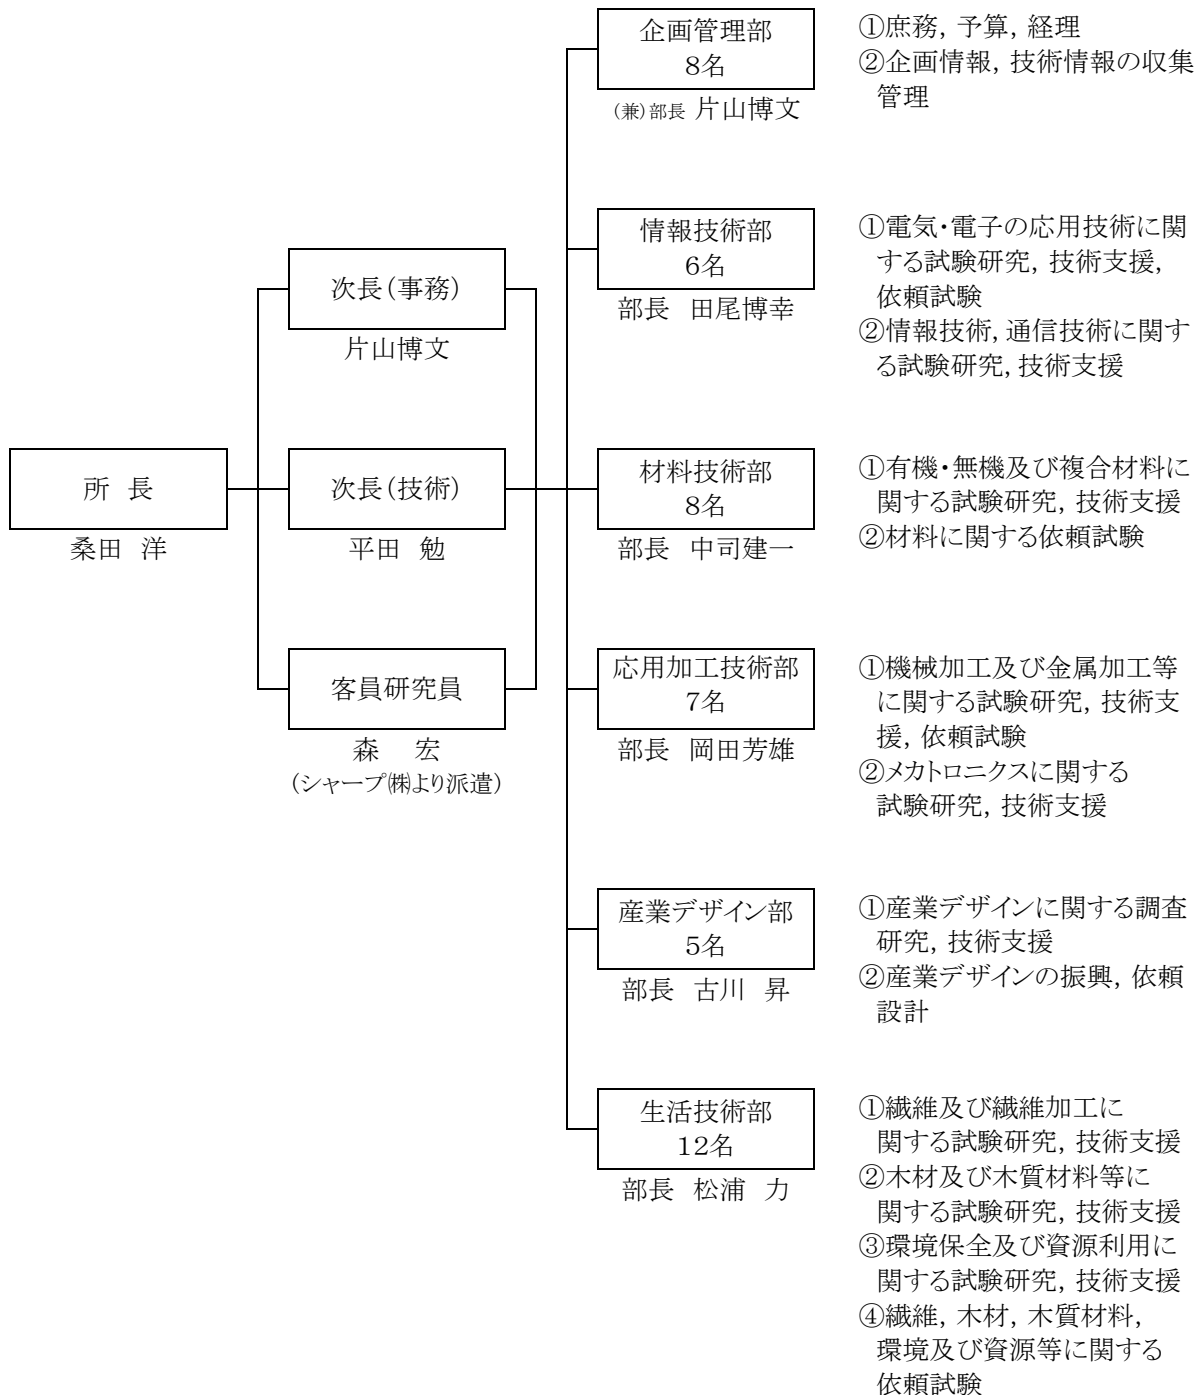 所 長
桑田 洋
次長(事務)
片山博文
次長(技術)
平田 勉
客員研究員
森 宏
(シャープ㈱より派遣)
企画管理部
8名
(兼)部長 片山博文
①庶務, 予算, 経理
②企画情報, 技術情報の収集
管理
情報技術部
6名
部長 田尾博幸
①電気・電子の応用技術に関
する試験研究, 技術支援,
依頼試験
②情報技術, 通信技術に関す
る試験研究, 技術支援
材料技術部
8名
部長 中司建一
①有機・無機及び複合材料に
関する試験研究, 技術支援
②材料に関する依頼試験
応用加工技術部
7名
部長 岡田芳雄
①機械加工及び金属加工等
に関する試験研究, 技術支
援, 依頼試験
②メカトロニクスに関する
試験研究, 技術支援
産業デザイン部
5名
部長 古川 昇
①産業デザインに関する調査
研究, 技術支援
②産業デザインの振興, 依頼
設計
生活技術部
12名
部長 松浦 力
①繊維及び繊維加工に
関する試験研究, 技術支援
②木材及び木質材料等に
関する試験研究, 技術支援
③環境保全及び資源利用に
関する試験研究, 技術支援
④繊維, 木材, 木質材料,
環境及び資源等に関する
依頼試験